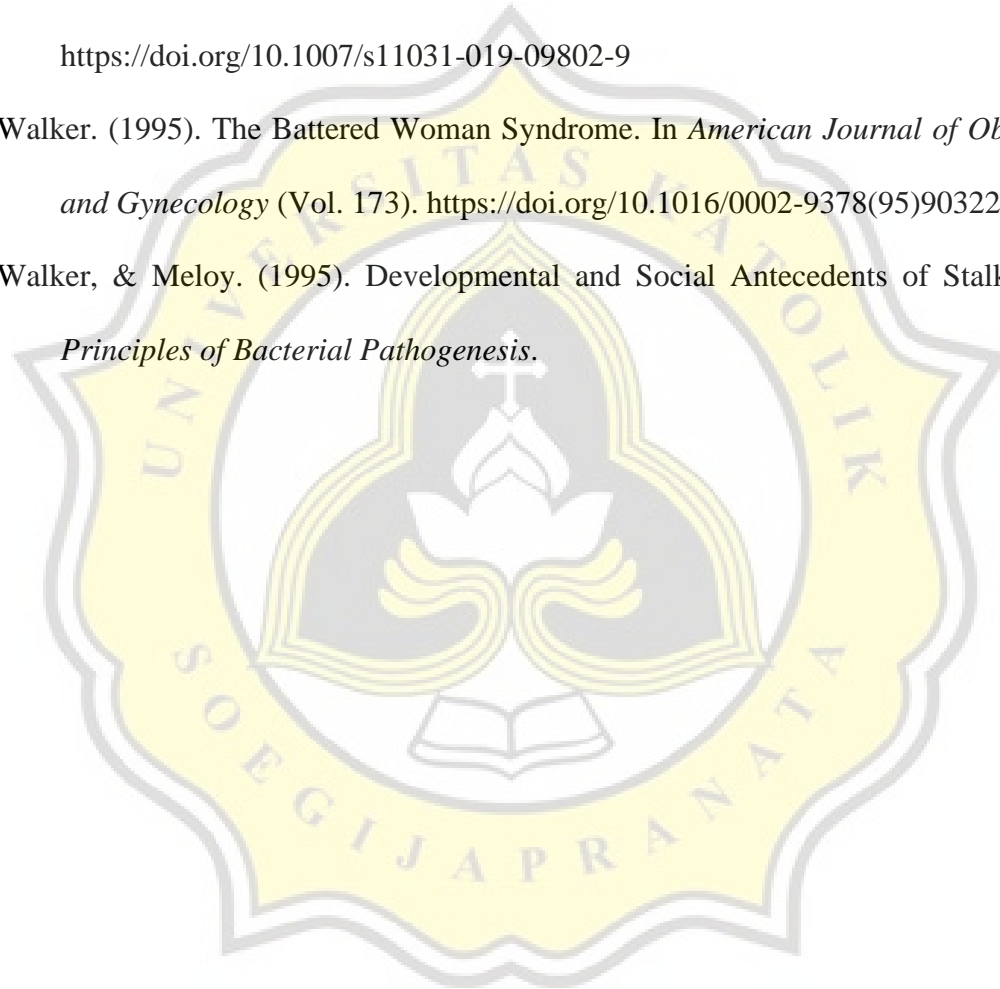 https://doi.org/10.1007/s11031-019-09802-9
Walker. (1995). The Battered Woman Syndrome. In American Journal of Ob
and Gynecology (Vol. 173). https://doi.org/10.1016/0002-9378(95)90322
Walker, & Meloy. (1995). Developmental and Social Antecedents of Stalk
Principles of Bacterial Pathogenesis.
UNIVERSITAS KATOLIK
SOEGIJAPRANATA